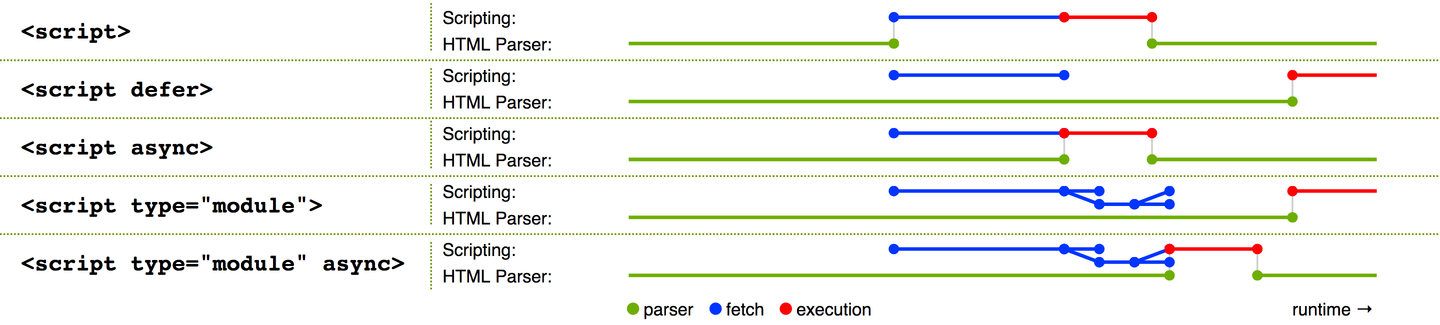 <script>
Scripting:
HTML Parser:
<script defer>
Scripting:
HTML Parser:
<script async>
Scripting:
HTML Parser:
<script type="module">
Scripting:
HTML Parser:
<script type="module" async>
Scripting:
HTML Parser:
parser fetch execution runtime →